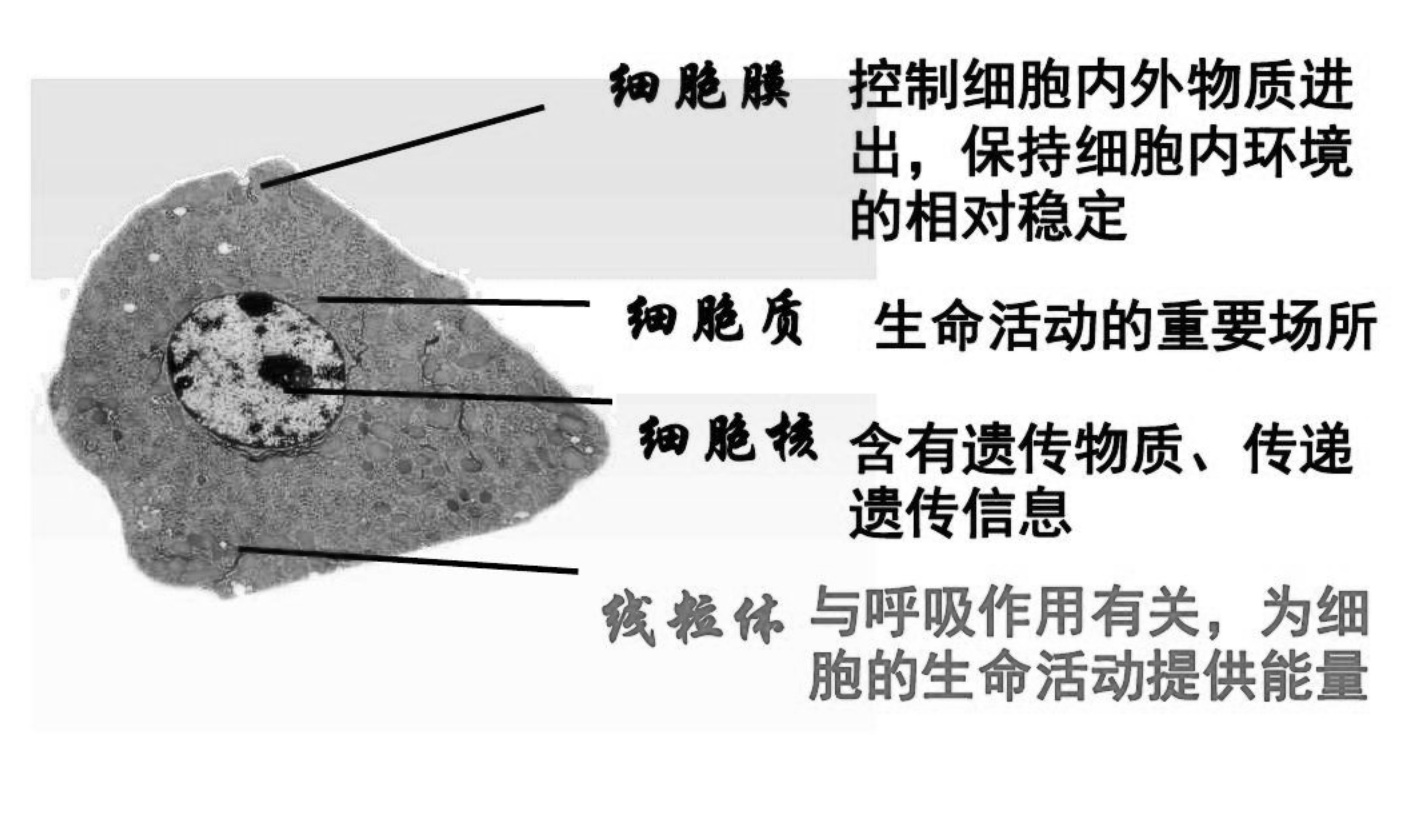 细胞膜 控制细胞内外物质进
出，保持细胞内环境
的相对稳定
细胞质 生命活动的重要场所
细胞核 含有遗传物质、传递
遗传信息
线粒体 与呼吸作用有关，为细
胞的生命活动提供能量